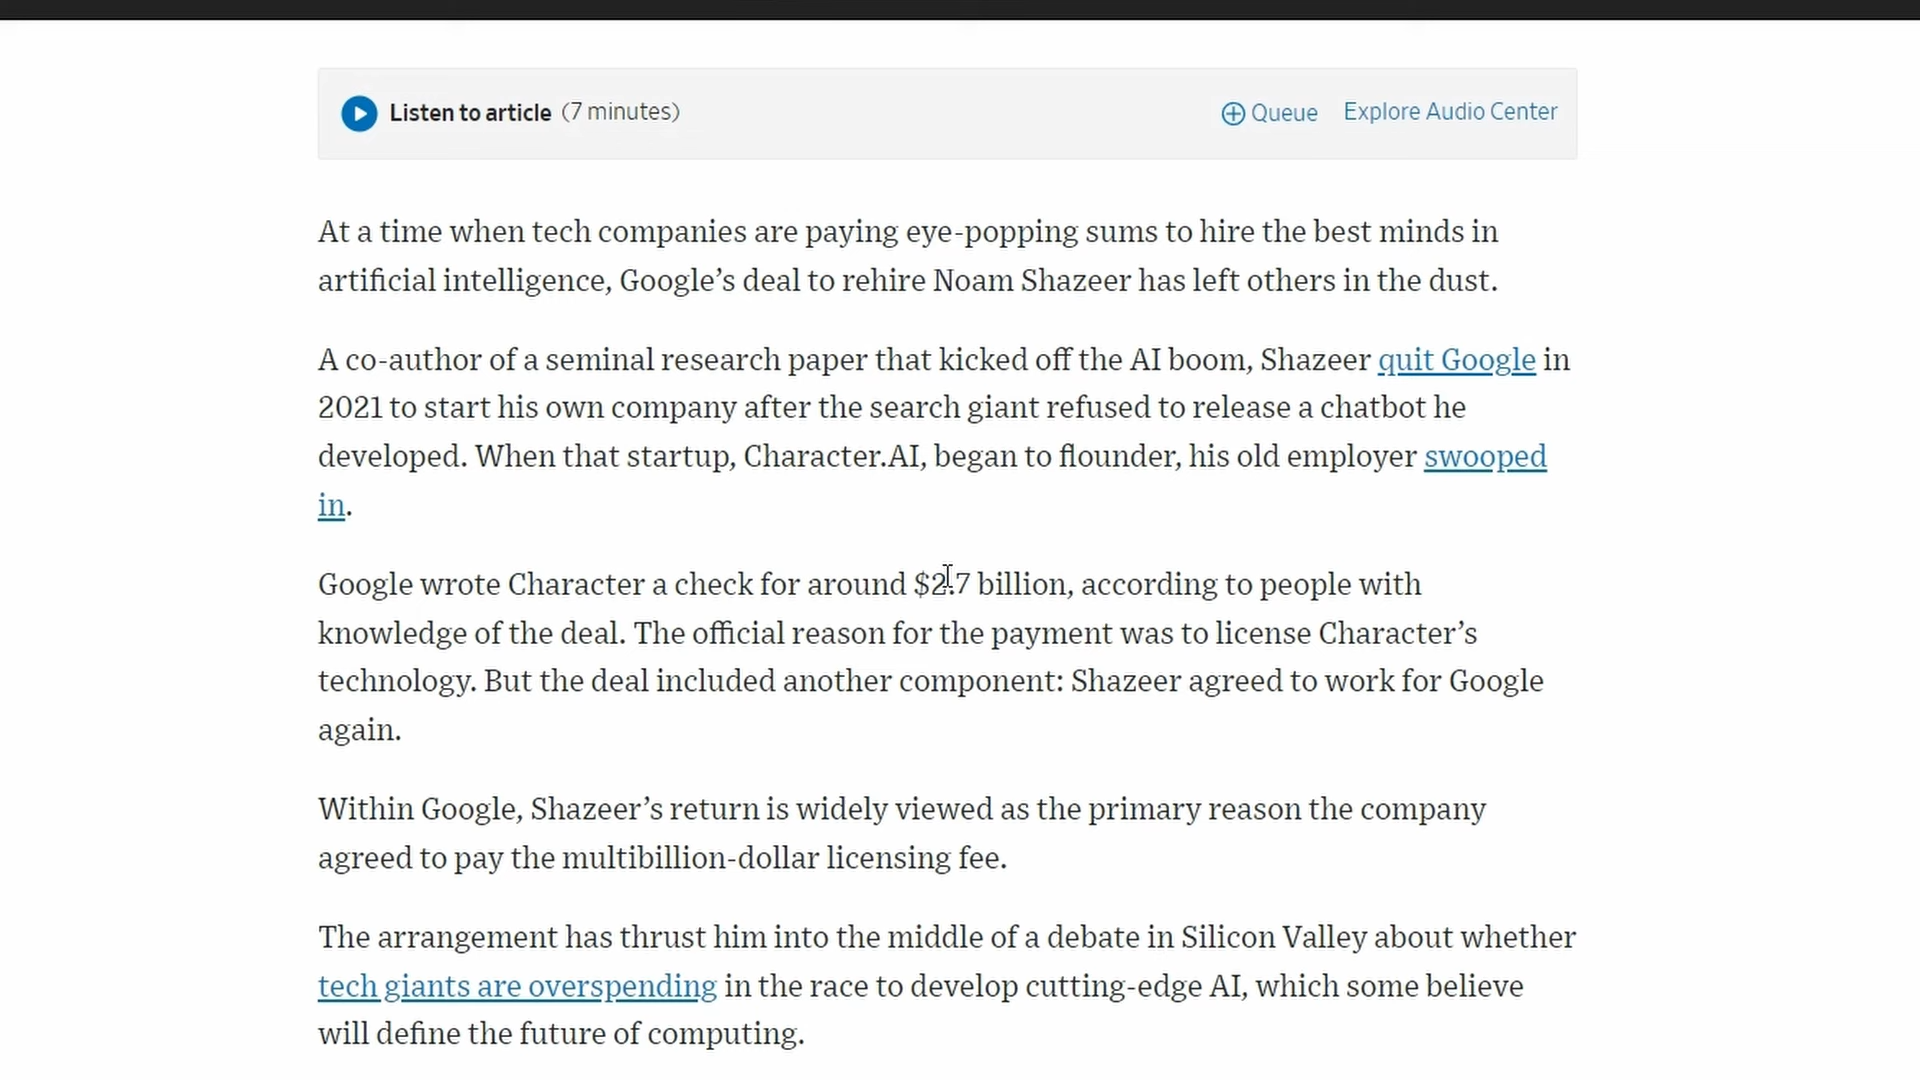 Listen to article (7 minutes)
Queue
Explore Audio Center
At a time when tech companies are paying eye-popping sums to hire the best minds in
artificial intelligence, Google’s deal to rehire Noam Shazeer has left others in the dust.
A co-author of a seminal research paper that kicked off the AI boom, Shazeer quit Google in
2021 to start his own company after the search giant refused to release a chatbot he
developed. When that startup, Character.AI, began to flounder, his old employer swooped
in.
Google wrote Character a check for around $2.7 billion, according to people with
knowledge of the deal. The official reason for the payment was to license Character’s
technology. But the deal included another component: Shazeer agreed to work for Google
again.
Within Google, Shazeer’s return is widely viewed as the primary reason the company
agreed to pay the multibillion-dollar licensing fee.
The arrangement has thrust him into the middle of a debate in Silicon Valley about whether
tech giants are overspending in the race to develop cutting-edge AI, which some believe
will define the future of computing.